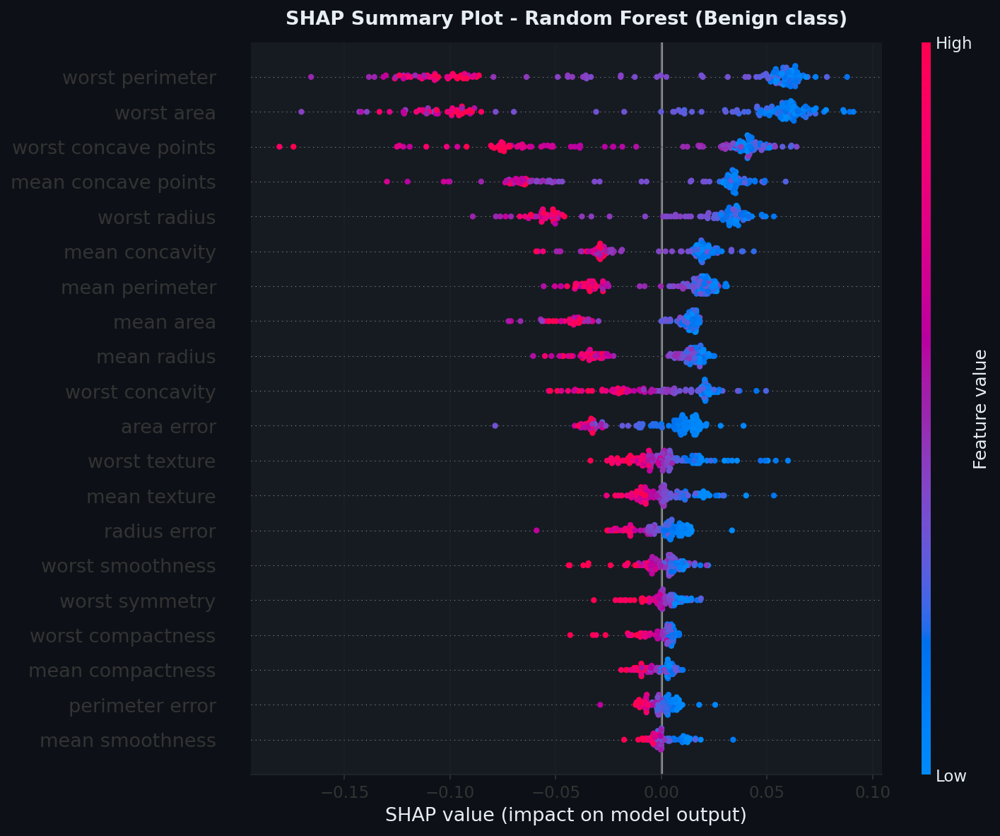 SHAP Summary Plot - Random Forest (Benign class)
High
worst perimeter
worst area
worst concave points
mean concave points
worst radius
mean concavity
mean perimeter
mean area
mean radius
worst concavity
area error
worst texture
mean texture
radius error
worst smoothness
worst symmetry
worst compactness
mean compactness
perimeter error
mean smoothness
Feature value
Low
−0.15 −0.10 −0.05 0.00 0.05 0.10
SHAP value (impact on model output)